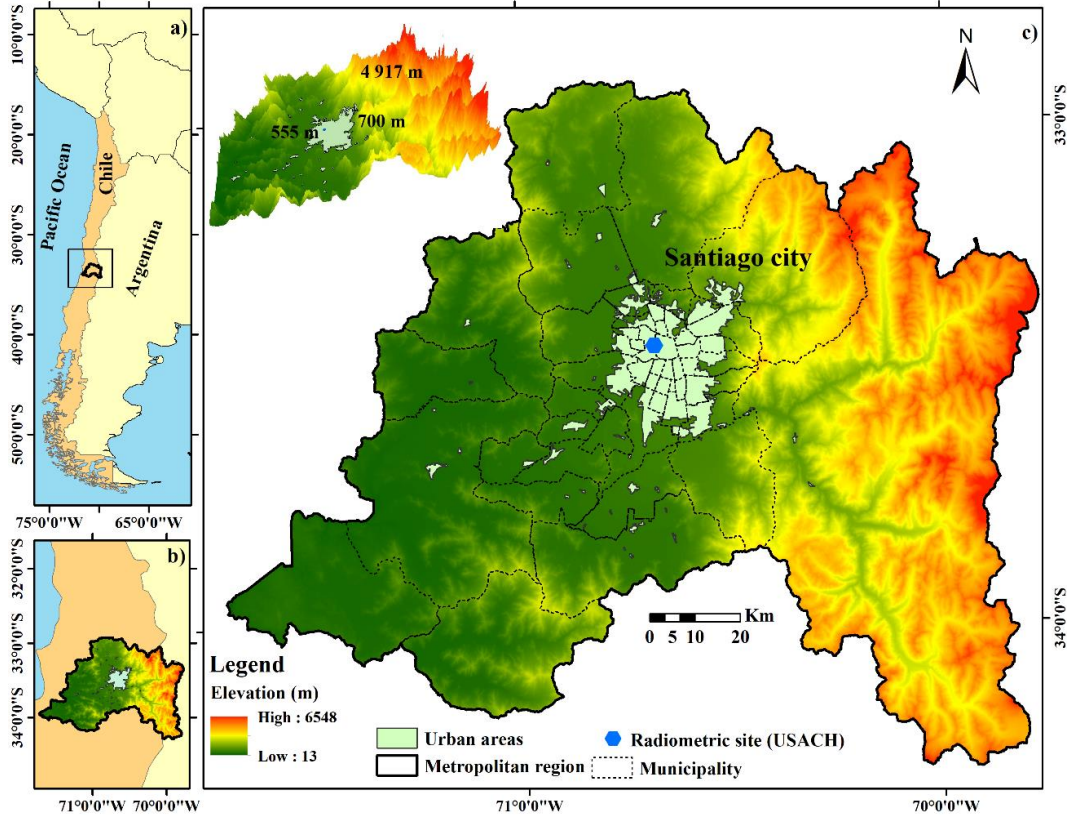 a)
10°0'0"S
20°0'0"S
30°0'0"S
40°0'0"S
50°0'0"S
Pacific Ocean
Chile
Argentina
75°0'0"W
65°0'0"W
b)
32°0'0"S
33°0'0"S
34°0'0"S
71°0'0"W
70°0'0"W
c)
N
4 917 m
700 m
555 m
Santiago city
33°0'0"S
34°0'0"S
Km
0 5 10 20
Legend
Elevation (m)
High : 6548
Low : 13
Urban areas
Radiometric site (USACH)
Metropolitan region
Municipality
71°0'0"W
70°0'0"W